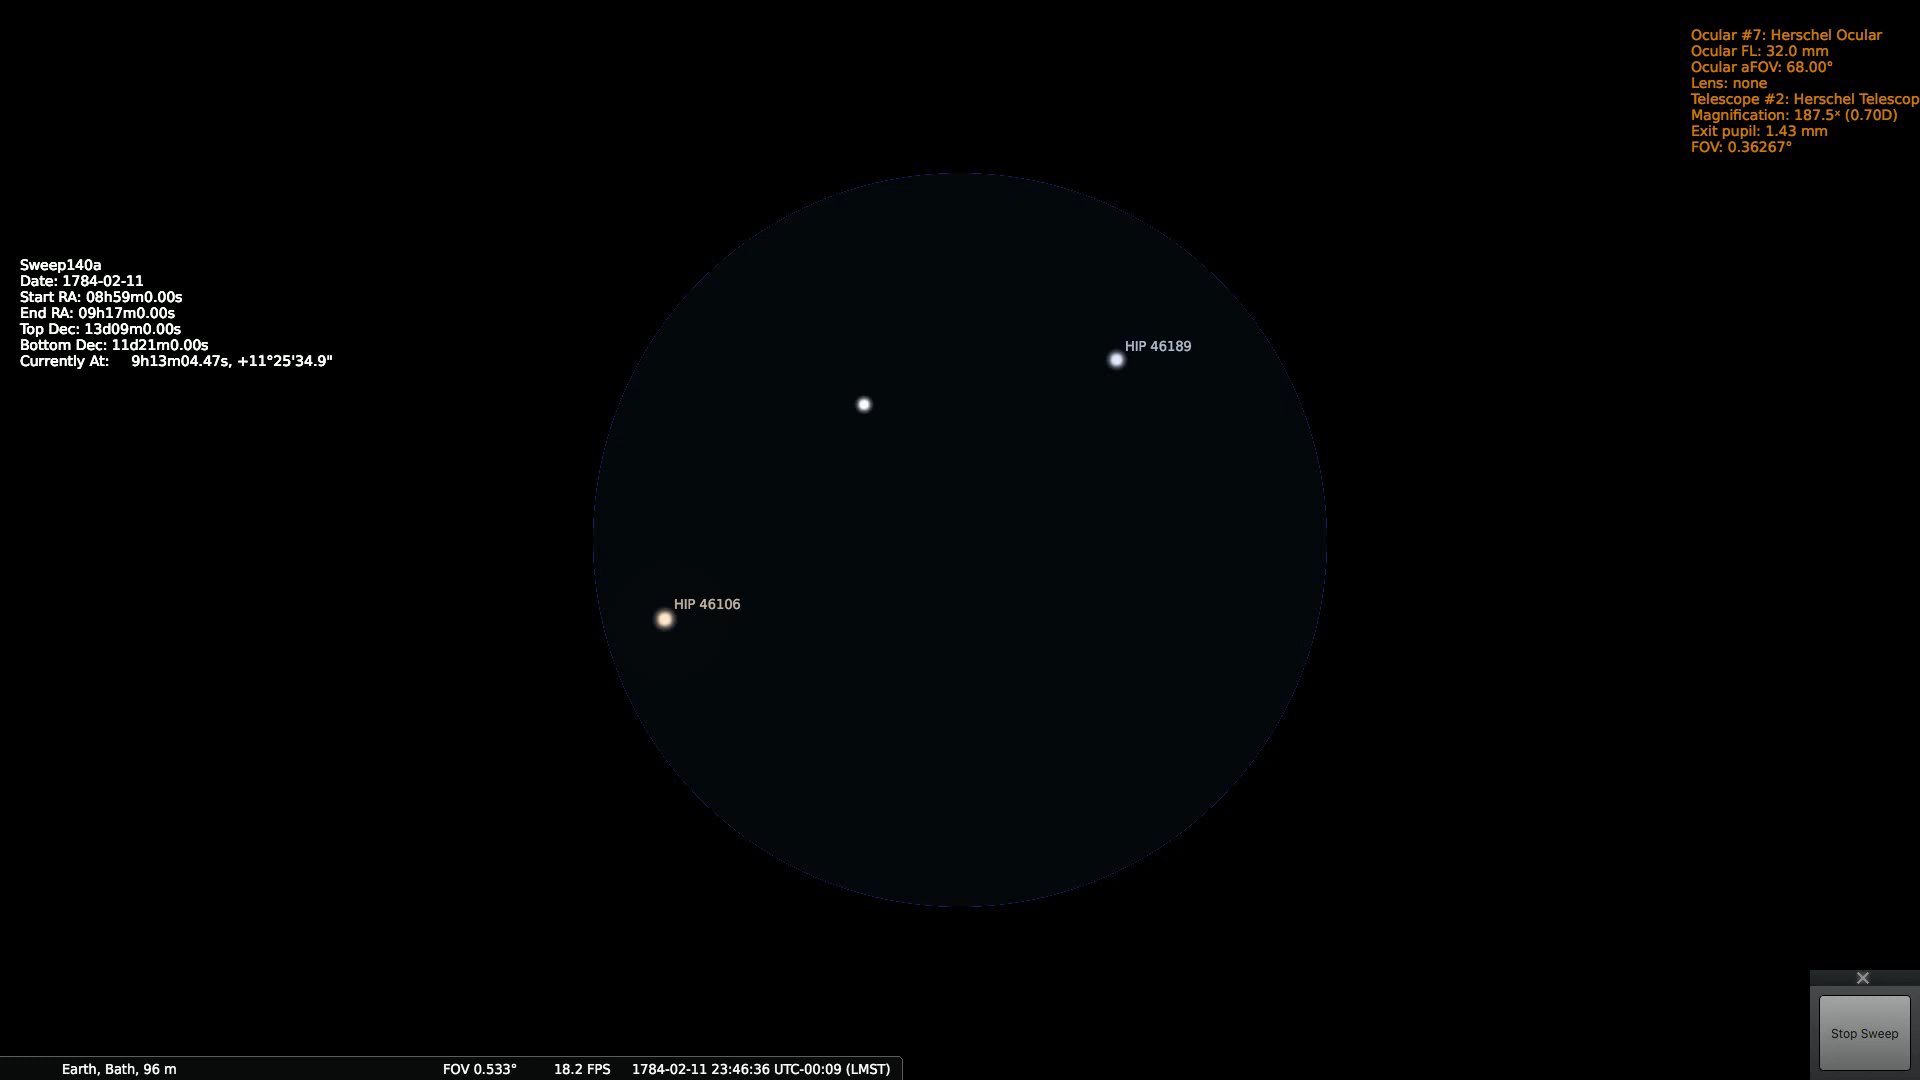 Ocular #7: Herschel Ocular
Ocular FL: 32.0 mm
Ocular aFOV: 68.00°
Lens: none
Telescope #2: Herschel Telescop
Magnification: 187.5ˣ (0.70D)
Exit pupil: 1.43 mm
FOV: 0.36267°
Sweep140a
Date: 1784-02-11
Start RA: 08h59m0.00s
End RA: 09h17m0.00s
Top Dec: 13d09m0.00s
Bottom Dec: 11d21m0.00s
Currently At: 9h13m04.47s, +11°25'34.9"
HIP 46189
HIP 46106
Stop Sweep
Earth, Bath, 96 m FOV 0.533° 18.2 FPS 1784-02-11 23:46:36 UTC-00:09 (LMST)